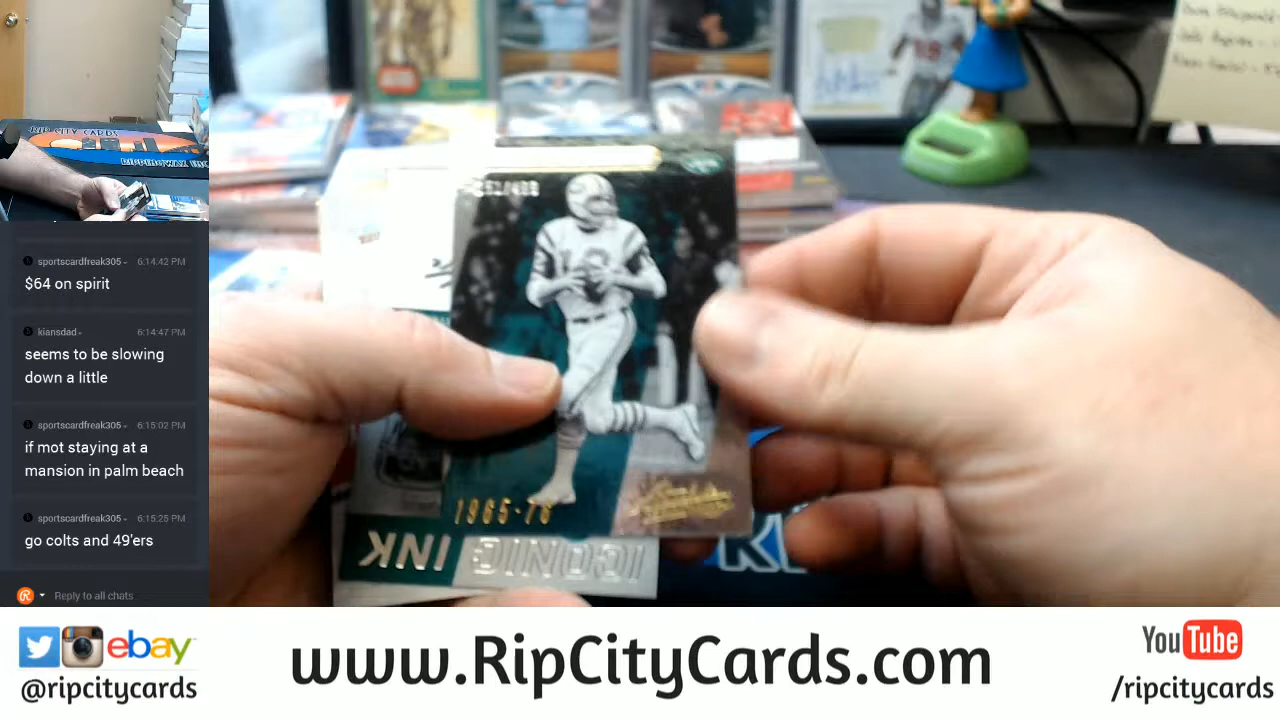 RIP CITY CARDS
sportscardfreak305
6:14:42 PM
$64 on spirit
kiansdad
6:14:47 PM
seems to be slowing
down a little
sportscardfreak305
6:15:02 PM
if mot staying at a
mansion in palm beach
sportscardfreak305
6:15:25 PM
go colts and 49'ers
Reply to all chats
1965-76
ICONIC INK
ebay
@ripcitycards
www.RipCityCards.com
YouTube
/ripcitycards